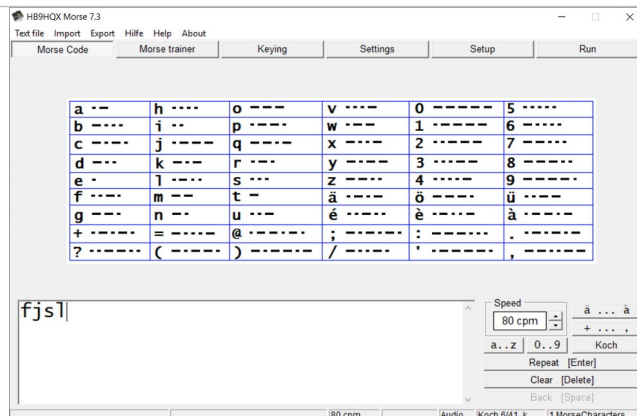 HB9HQX Morse 7.3
Text file Import Export Hilfe Help About
Morse Code Morse trainer Keying Settings Setup Run
a ·− h ···· o −−− v ···− 0 −−−−− 5 ·····
b −··· i ·· p ·−−· w ·−− 1 ·−−−− 6 −····
c −·−· j ·−−− q −−·− x −··− 2 ··−−− 7 −−···
d −·· k −·− r ·−· y −·−− 3 ···−− 8 −−−··
e · l ·−·· s ··· z −−·· 4 ····− 9 −−−−·
f ··−· m −− t − ä ·−·− ö −−−· ü ··−−
g −−· n −· u ··− é ··−·· è ·−··− à ·−−·−
+ ·−·−· = −···− @ ·−−·−· ; −·−·−· : −−−··· . ·−·−·−
? ··−−·· ( −·−−· ) −·−−·− / −··−· ' ·−−−−· , −−··−−
fjsl
Speed
80 cpm
ä ... à
+ ... ,
a..z 0..9 Koch
Repeat [Enter]
Clear [Delete]
Back [Space]
80 cpm Audio Koch 6/41 k 1 MorseCharacters